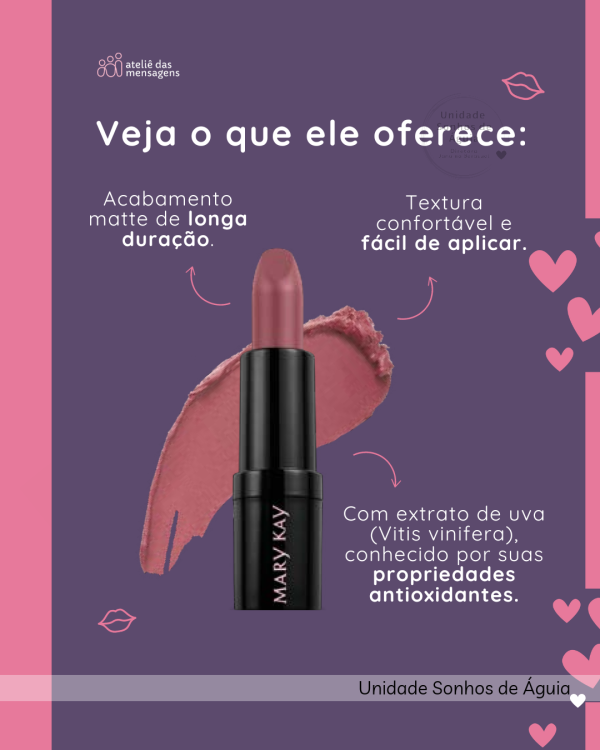 ateliê das
mensagens
Unidade
Veja o que ele oferece:
Acabamento
matte de longa
duração.
Textura
confortável e
fácil de aplicar.
MARY KAY
Com extrato de uva
(Vitis vinifera),
conhecido por suas
propriedades
antioxidantes.
Unidade Sonhos de Águia